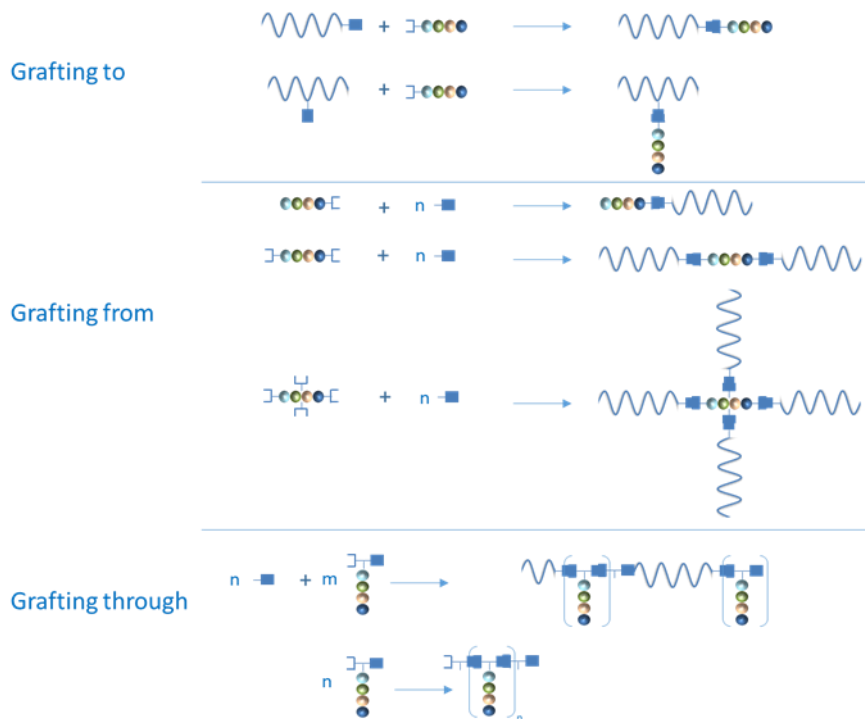 +
Grafting to
+
+ n
+ n
Grafting from
+ n
n + m
Grafting through
n
n